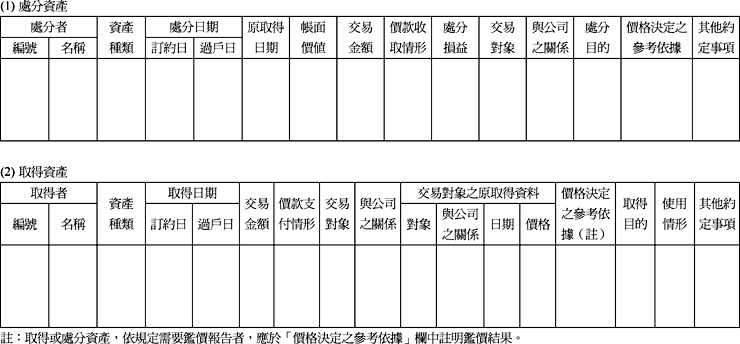 (1) 處分資產
處分者 資產種類 處分日期 原取得日期 帳面價值 交易金額 價款收取情形 處分損益 交易對象 與公司之關係 處分目的 價格決定之參考依據 其他約定事項
編號 名稱 訂約日 過戶日
(2) 取得資產
取得者 資產種類 取得日期 交易金額 價款支付情形 交易對象 與公司之關係 交易對象之原取得資料 價格決定之參考依據（註） 取得目的 使用情形 其他約定事項
編號 名稱 訂約日 過戶日 對象 與公司之關係 日期 價格
註：取得或處分資產，依規定需要鑑價報告者，應於「價格決定之參考依據」欄中註明鑑價結果。